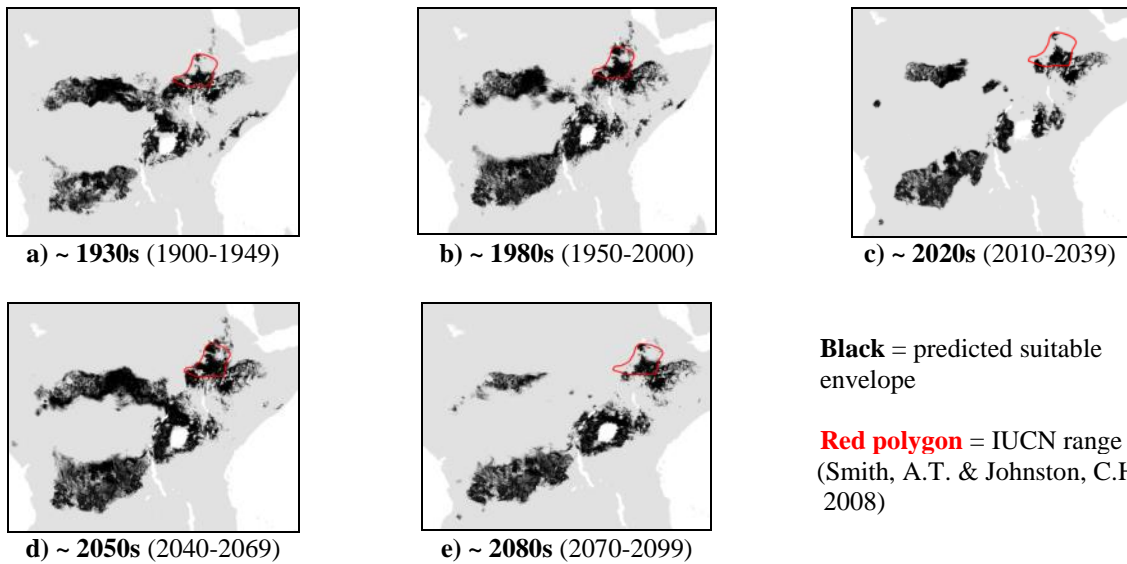 a) ~ 1930s (1900-1949)
b) ~ 1980s (1950-2000)
c) ~ 2020s (2010-2039)
d) ~ 2050s (2040-2069)
e) ~ 2080s (2070-2099)
Black = predicted suitable
envelope
Red polygon = IUCN range
(Smith, A.T. & Johnston, C.H
2008)